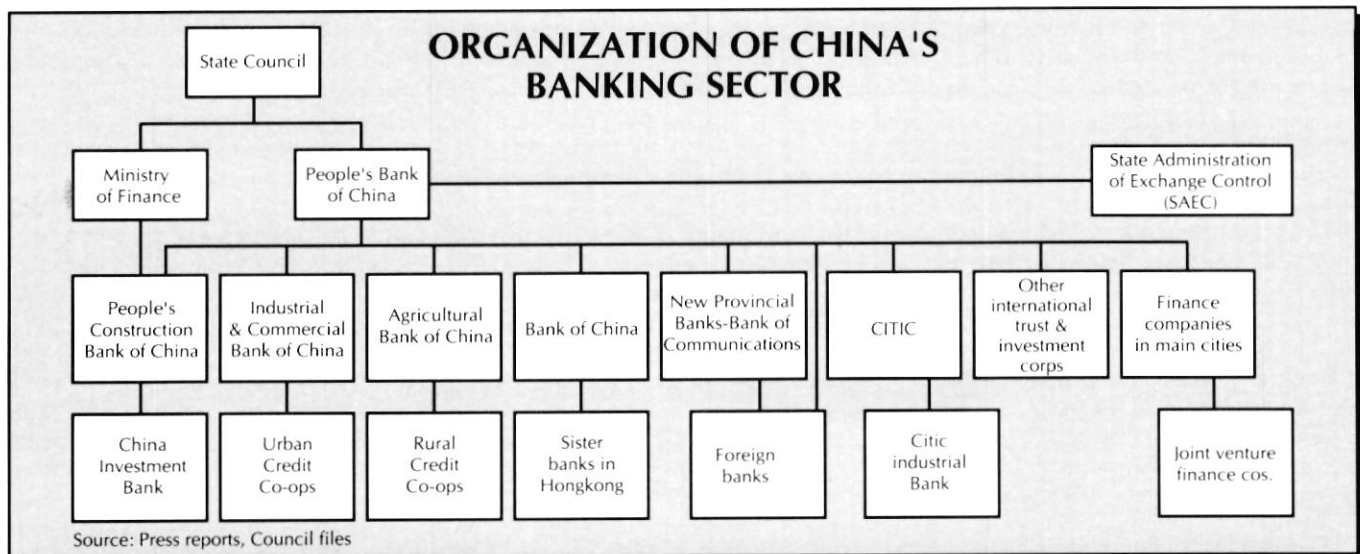 ORGANIZATION OF CHINA'S
BANKING SECTOR
State Council
Ministry
of Finance
People's Bank
of China
State Administration
of Exchange Control
(SAEC)
People's
Construction
Bank of China
Industrial
& Commercial
Bank of China
Agricultural
Bank of China
Bank of China
New Provincial
Banks-Bank of
Communications
CITIC
Other
international
trust &
investment
corps
Finance
companies
in main cities
China
Investment
Bank
Urban
Credit
Co-ops
Rural
Credit
Co-ops
Sister
banks in
Hongkong
Foreign
banks
Citic
industrial
Bank
Joint venture
finance cos.
Source: Press reports, Council files